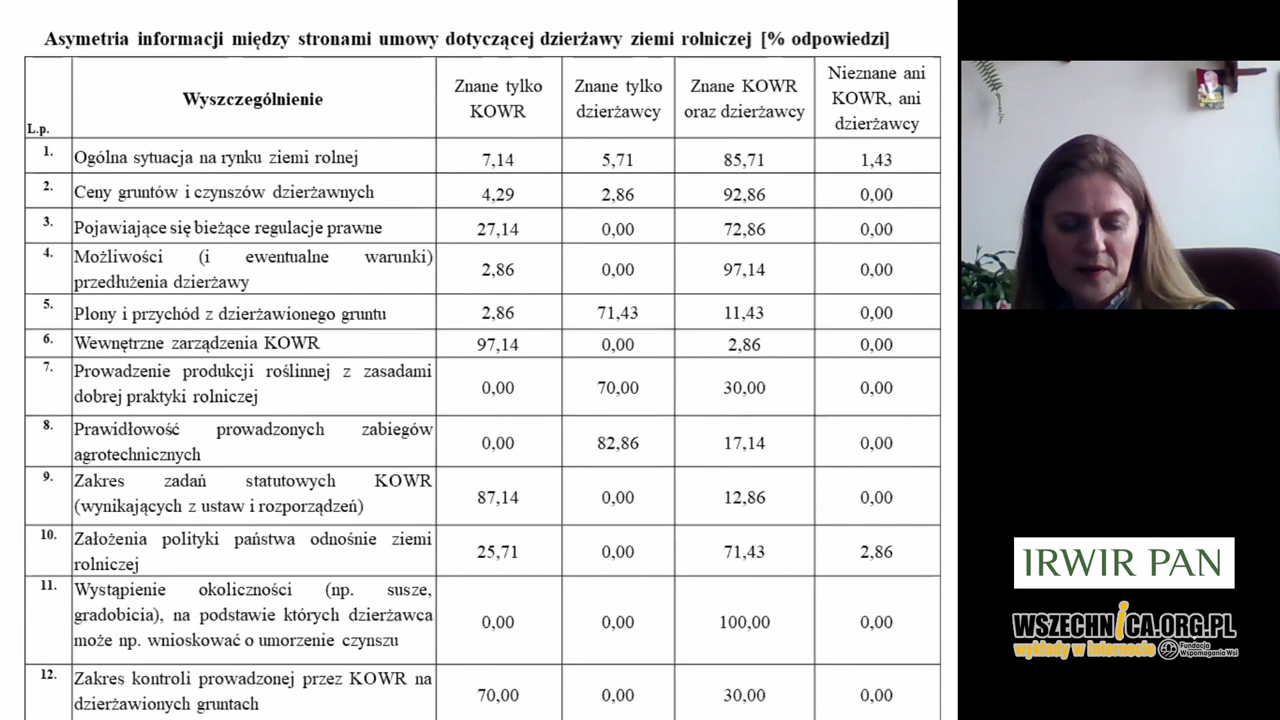 Asymetria informacji między stronami umowy dotyczącej dzierżawy ziemi rolniczej [% odpowiedzi]
L.p.
Wyszczególnienie
Znane tylko
KOWR
Znane tylko
dzierżawcy
Znane KOWR
oraz dzierżawcy
Nieznane ani
KOWR, ani
dzierżawcy
1. Ogólna sytuacja na rynku ziemi rolnej 7,14 5,71 85,71 1,43
2. Ceny gruntów i czynszów dzierżawnych 4,29 2,86 92,86 0,00
3. Pojawiające się bieżące regulacje prawne 27,14 0,00 72,86 0,00
4. Możliwości (i ewentualne warunki)
przedłużenia dzierżawy 2,86 0,00 97,14 0,00
5. Plony i przychód z dzierżawionego gruntu 2,86 71,43 11,43 0,00
6. Wewnętrzne zarządzenia KOWR 97,14 0,00 2,86 0,00
7. Prowadzenie produkcji roślinnej z zasadami
dobrej praktyki rolniczej 0,00 70,00 30,00 0,00
8. Prawidłowość prowadzonych zabiegów
agrotechnicznych 0,00 82,86 17,14 0,00
9. Zakres zadań statutowych KOWR
(wynikających z ustaw i rozporządzeń) 87,14 0,00 12,86 0,00
10. Założenia polityki państwa odnośnie ziemi
rolniczej 25,71 0,00 71,43 2,86
11. Wystąpienie okoliczności (np. susze,
gradobicia), na podstawie których dzierżawca
może np. wnioskować o umorzenie czynszu 0,00 0,00 100,00 0,00
12. Zakres kontroli prowadzonej przez KOWR na
dzierżawionych gruntach 70,00 0,00 30,00 0,00
IRWIR PAN
WSZECHNICA.ORG.PL
wykłady w internecie
Fundacja
Wspomagania Wsi